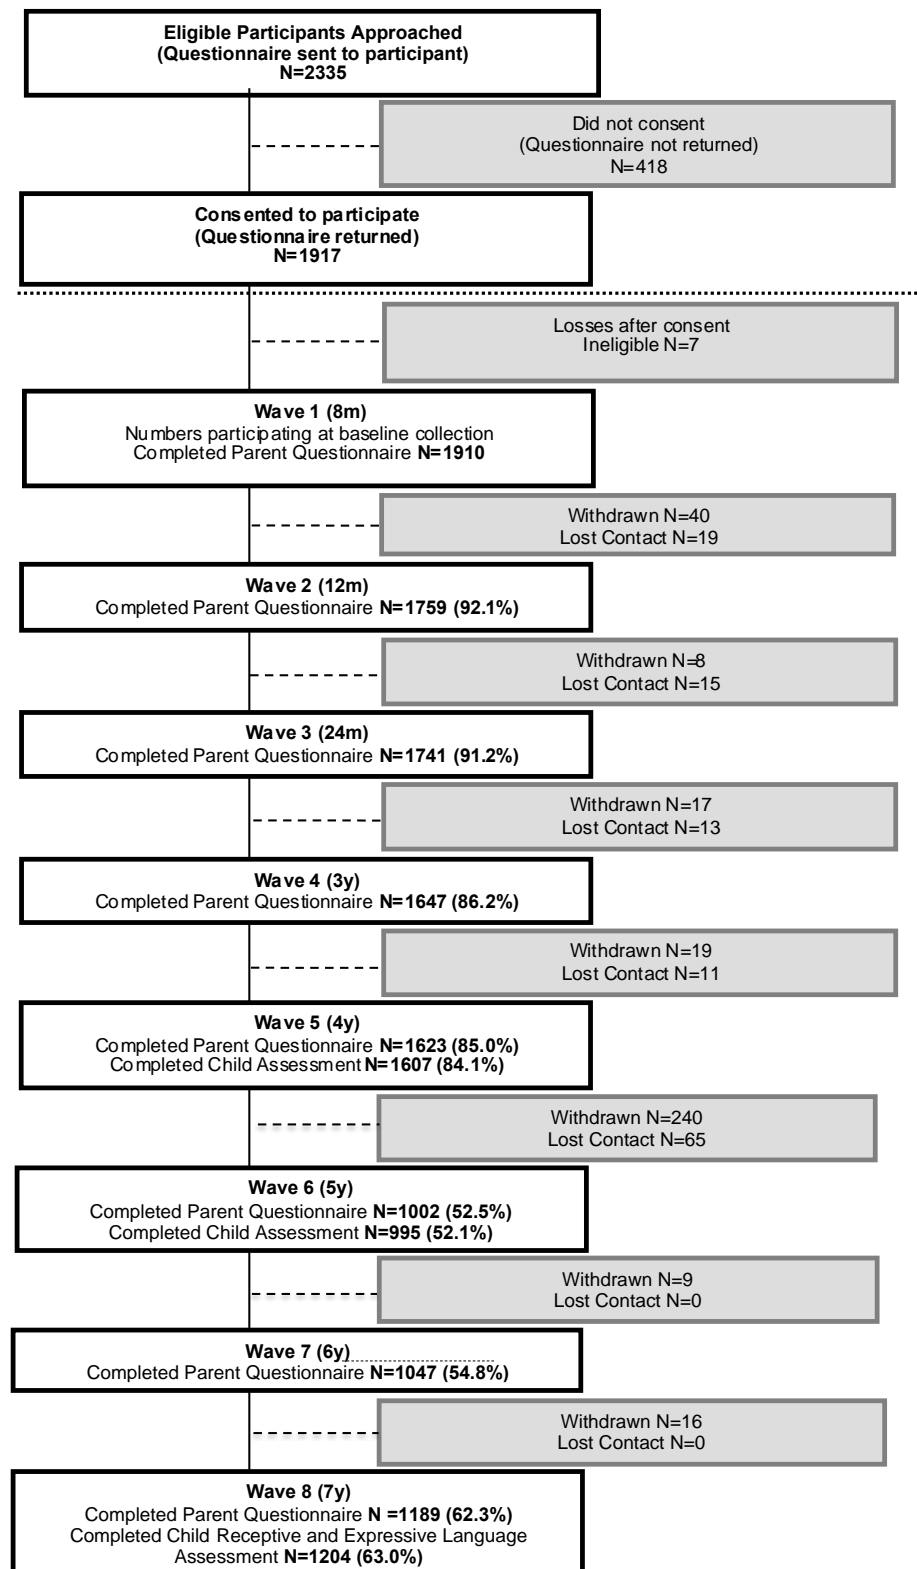 Eligible Participants Approached
(Questionnaire sent to participant)
N=2335
Did not consent
(Questionnaire not returned)
N=418
Consented to participate
(Questionnaire returned)
N=1917
Losses after consent
Ineligible N=7
Wave 1 (8m)
Numbers participating at baseline collection
Completed Parent Questionnaire N=1910
Withdrawn N=40
Lost Contact N=19
Wave 2 (12m)
Completed Parent Questionnaire N=1759 (92.1%)
Withdrawn N=8
Lost Contact N=15
Wave 3 (24m)
Completed Parent Questionnaire N=1741 (91.2%)
Withdrawn N=17
Lost Contact N=13
Wave 4 (3y)
Completed Parent Questionnaire N=1647 (86.2%)
Withdrawn N=19
Lost Contact N=11
Wave 5 (4y)
Completed Parent Questionnaire N=1623 (85.0%)
Completed Child Assessment N=1607 (84.1%)
Withdrawn N=240
Lost Contact N=65
Wave 6 (5y)
Completed Parent Questionnaire N=1002 (52.5%)
Completed Child Assessment N=995 (52.1%)
Withdrawn N=9
Lost Contact N=0
Wave 7 (6y)
Completed Parent Questionnaire N=1047 (54.8%)
Withdrawn N=16
Lost Contact N=0
Wave 8 (7y)
Completed Parent Questionnaire N =1189 (62.3%)
Completed Child Receptive and Expressive Language
Assessment N=1204 (63.0%)